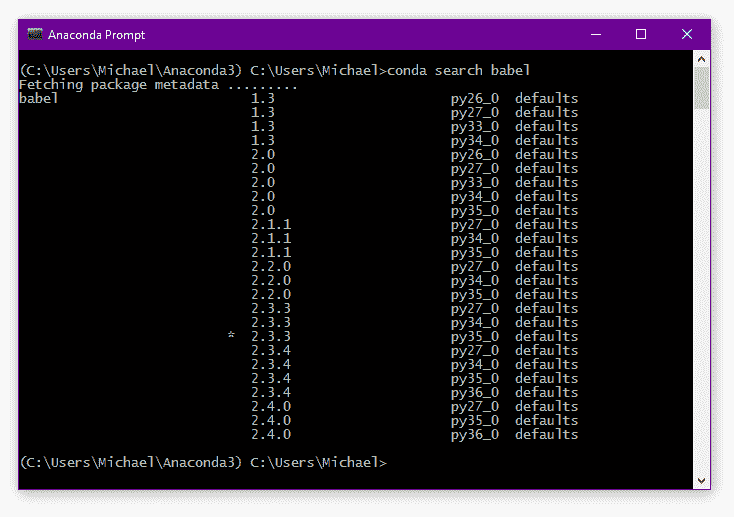 Anaconda Prompt
(C:\Users\Michael\Anaconda3) C:\Users\Michael>conda search babel
Fetching package metadata .........
babel 1.3 py26_0 defaults
1.3 py27_0 defaults
1.3 py33_0 defaults
1.3 py34_0 defaults
2.0 py26_0 defaults
2.0 py27_0 defaults
2.0 py33_0 defaults
2.0 py34_0 defaults
2.0 py35_0 defaults
2.1.1 py27_0 defaults
2.1.1 py34_0 defaults
2.1.1 py35_0 defaults
2.2.0 py27_0 defaults
2.2.0 py34_0 defaults
2.2.0 py35_0 defaults
2.3.3 py27_0 defaults
2.3.3 py34_0 defaults
* 2.3.3 py35_0 defaults
2.3.4 py27_0 defaults
2.3.4 py34_0 defaults
2.3.4 py35_0 defaults
2.3.4 py36_0 defaults
2.4.0 py27_0 defaults
2.4.0 py35_0 defaults
2.4.0 py36_0 defaults
(C:\Users\Michael\Anaconda3) C:\Users\Michael>